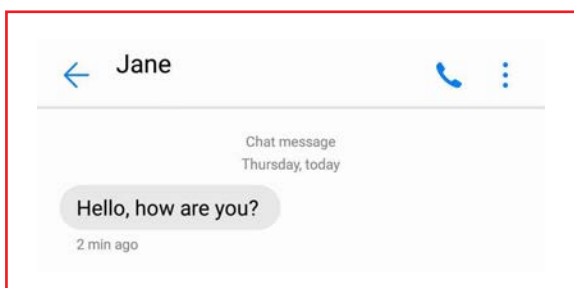 Jane
Chat message
Thursday, today
Hello, how are you?
2 min ago